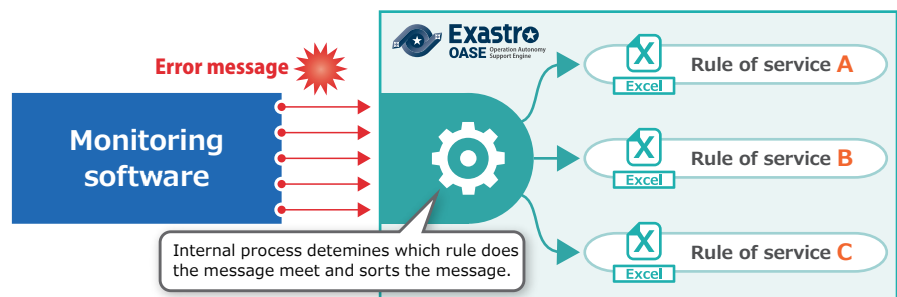 Exastro
OASE Operation Autonomy
Support Engine
Error message
Monitoring
software
X
Excel
Rule of service A
X
Excel
Rule of service B
X
Excel
Rule of service C
Internal process detemines which rule does
the message meet and sorts the message.